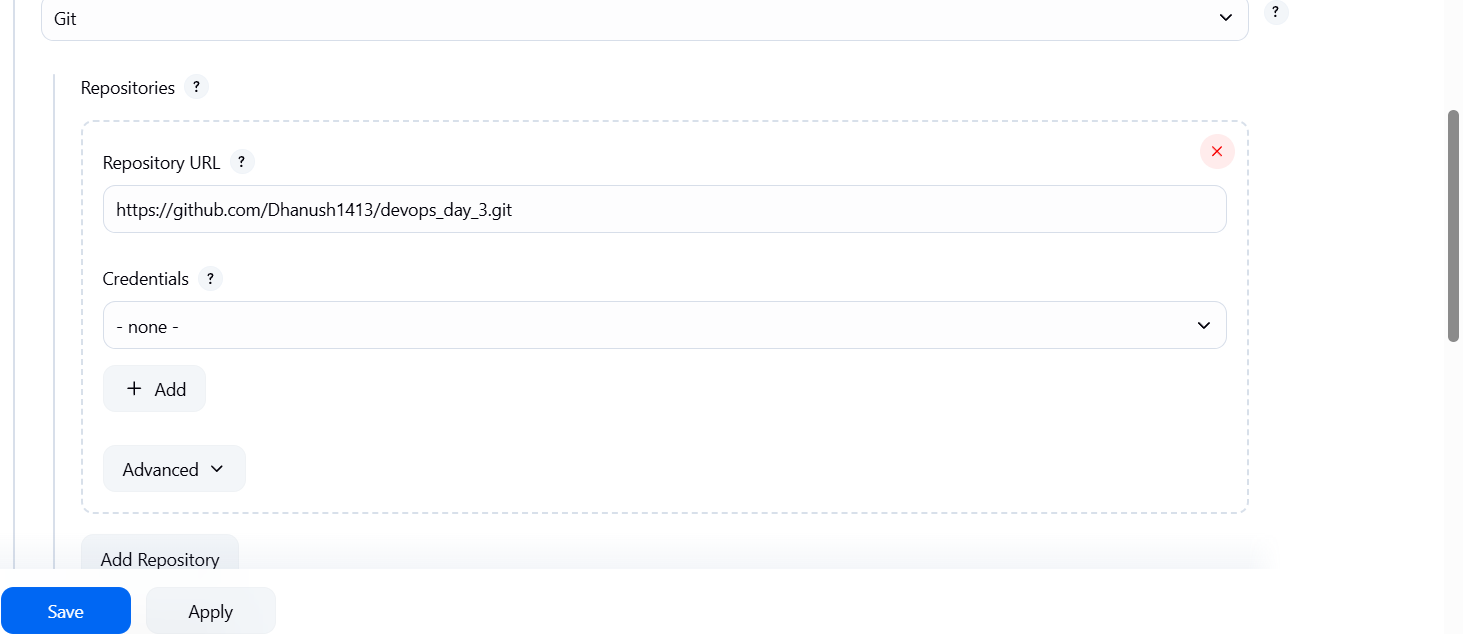 Git
?
Repositories ?
Repository URL ?
https://github.com/Dhanush1413/devops_day_3.git
Credentials ?
- none -
+ Add
Advanced
Add Repository
Save Apply